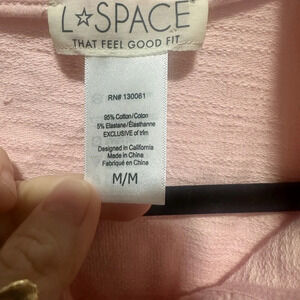 L☆SPACE
THAT FEEL GOOD FIT
RN# 130061
95% Cotton/Coton
5% Elastane/Élasthanne
EXCLUSIVE of trim
Designed in California
Made in China
Fabriqué en China
M/M